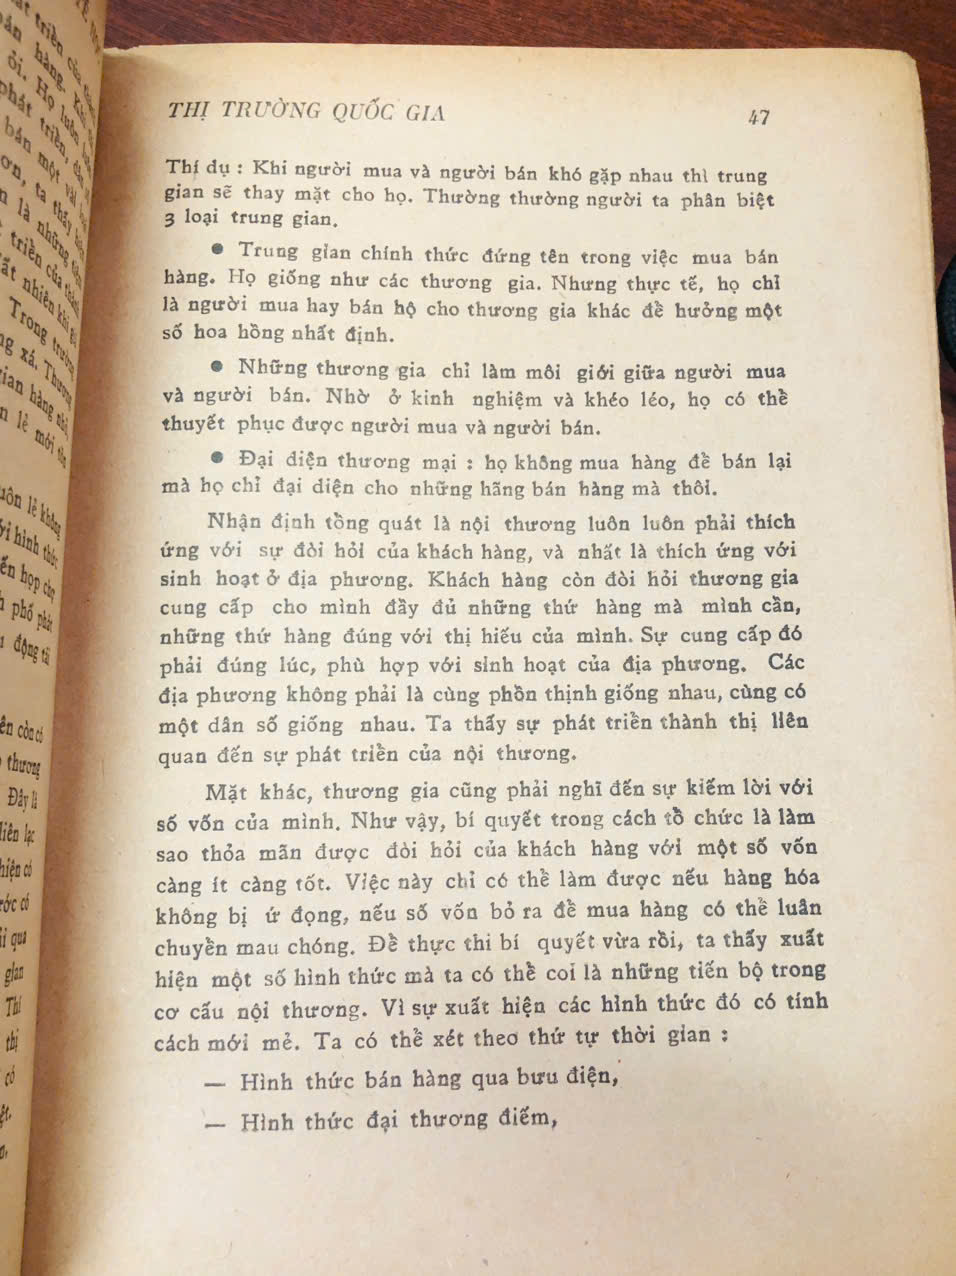 THỊ TRƯỜNG QUỐC GIA 47
Thí dụ : Khi người mua và người bán khó gặp nhau thì trung
gian sẽ thay mặt cho họ. Thường thường người ta phân biệt
3 loại trung gian.
● Trung gian chính thức đứng tên trong việc mua bán
hàng. Họ giống như các thương gia. Nhưng thực tế, họ chỉ
là người mua hay bán hộ cho thương gia khác để hưởng một
số hoa hồng nhất định.
● Những thương gia chỉ làm môi giới giữa người mua
và người bán. Nhờ ở kinh nghiệm và khéo léo, họ có thể
thuyết phục được người mua và người bán.
● Đại diện thương mại : họ không mua hàng để bán lại
mà họ chỉ đại diện cho những hãng bán hàng mà thôi.
Nhận định tổng quát là nội thương luôn luôn phải thích
ứng với sự đòi hỏi của khách hàng, và nhất là thích ứng với
sinh hoạt ở địa phương. Khách hàng còn đòi hỏi thương gia
cung cấp cho mình đầy đủ những thứ hàng mà mình cần,
những thứ hàng đúng với thị hiếu của mình. Sự cung cấp đó
phải đúng lúc, phù hợp với sinh hoạt của địa phương. Các
địa phương không phải là cùng phồn thịnh giống nhau, cùng có
một dân số giống nhau. Ta thấy sự phát triển thành thị liên
quan đến sự phát triển của nội thương.
Mặt khác, thương gia cũng phải nghĩ đến sự kiếm lời với
số vốn của mình. Như vậy, bí quyết trong cách tổ chức là làm
sao thỏa mãn được đòi hỏi của khách hàng với một số vốn
càng ít càng tốt. Việc này chỉ có thể làm được nếu hàng hóa
không bị ứ đọng, nếu số vốn bỏ ra để mua hàng có thể luân
chuyển mau chóng. Để thực thi bí quyết vừa rồi, ta thấy xuất
hiện một số hình thức mà ta có thể coi là những tiến bộ trong
cơ cấu nội thương. Vì sự xuất hiện các hình thức đó có tính
cách mới mẻ. Ta có thể xét theo thứ tự thời gian :
— Hình thức bán hàng qua bưu điện,
— Hình thức đại thương điếm,